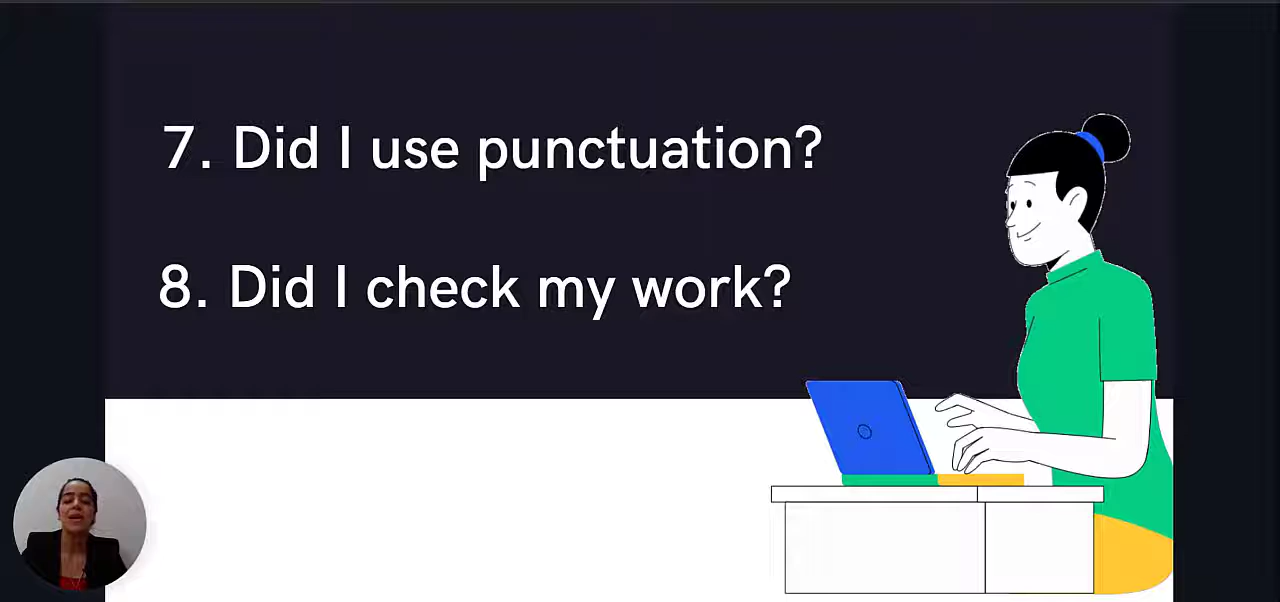 7. Did I use punctuation?
8. Did I check my work?